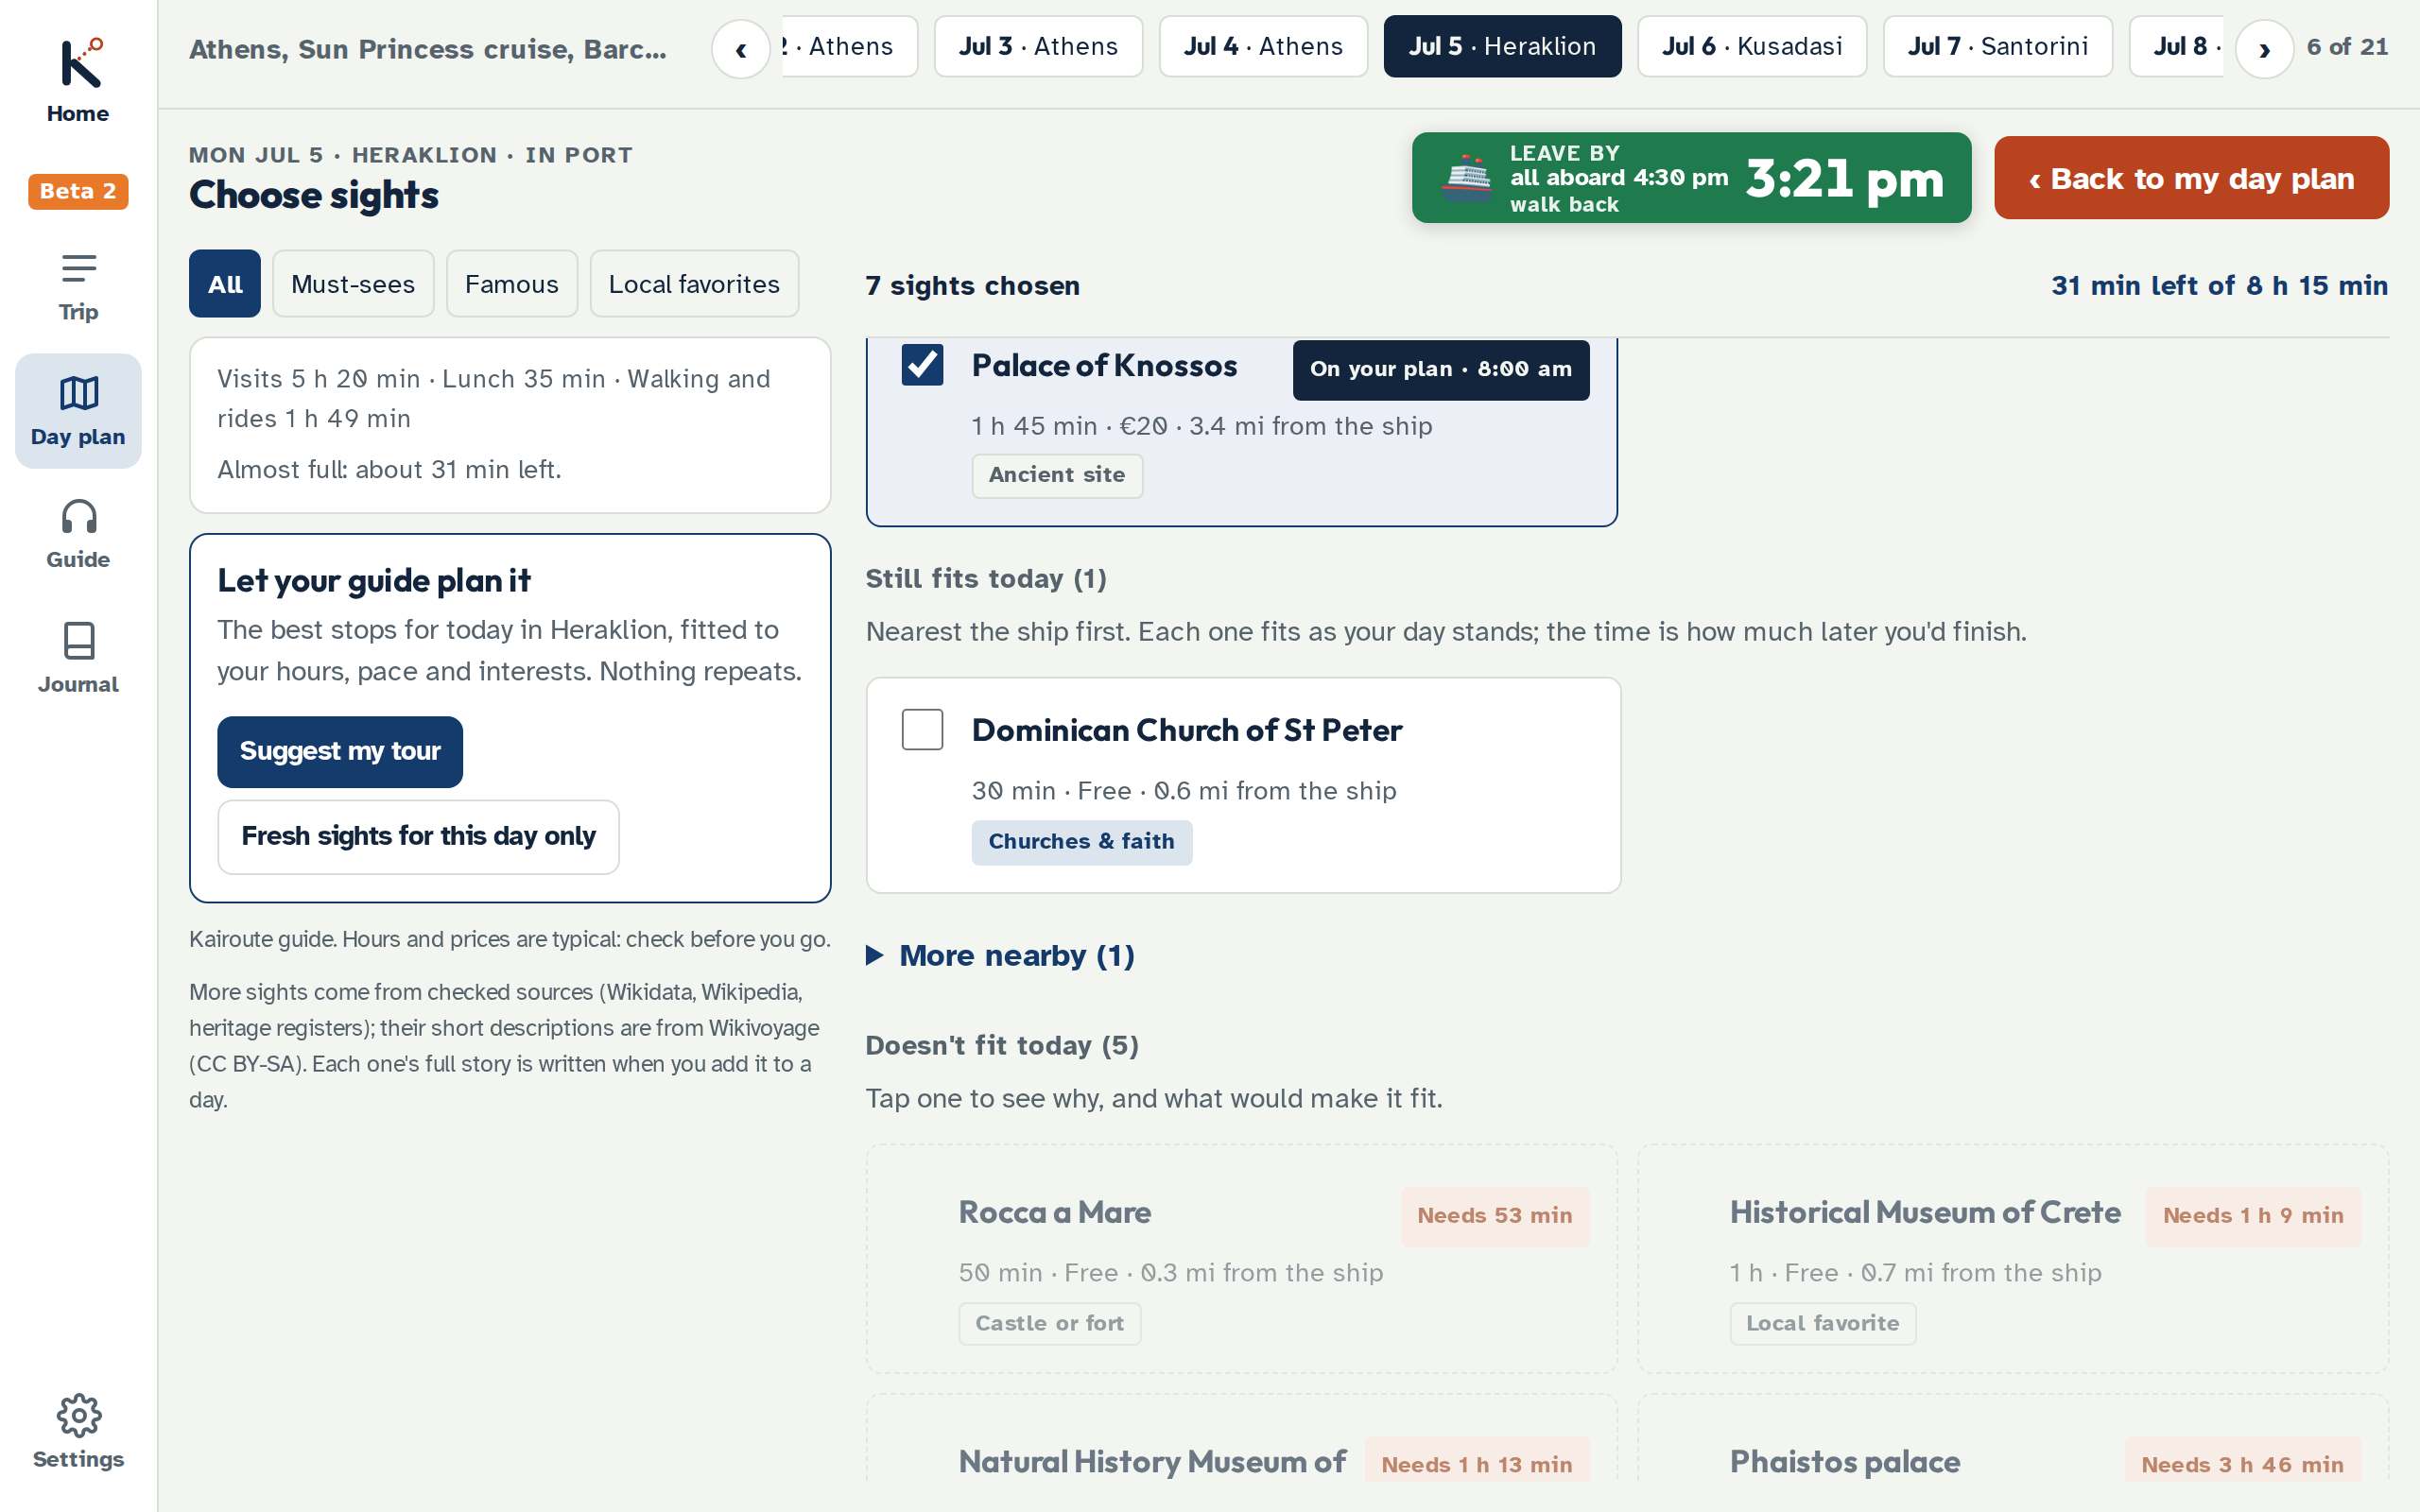 Home
Beta 2
Trip
Day plan
Guide
Journal
Settings
Athens, Sun Princess cruise, Barc...
‹
2 · Athens
Jul 3 · Athens
Jul 4 · Athens
Jul 5 · Heraklion
Jul 6 · Kusadasi
Jul 7 · Santorini
Jul 8 ·
›
6 of 21
MON JUL 5 · HERAKLION · IN PORT
Choose sights
LEAVE BY
all aboard 4:30 pm
walk back
3:21 pm
‹ Back to my day plan
All
Must-sees
Famous
Local favorites
Visits 5 h 20 min · Lunch 35 min · Walking and
rides 1 h 49 min
Almost full: about 31 min left.
Let your guide plan it
The best stops for today in Heraklion, fitted to
your hours, pace and interests. Nothing repeats.
Suggest my tour
Fresh sights for this day only
Kairoute guide. Hours and prices are typical: check before you go.
More sights come from checked sources (Wikidata, Wikipedia,
heritage registers); their short descriptions are from Wikivoyage
(CC BY-SA). Each one's full story is written when you add it to a
day.
7 sights chosen
31 min left of 8 h 15 min
Palace of Knossos
On your plan · 8:00 am
1 h 45 min · €20 · 3.4 mi from the ship
Ancient site
Still fits today (1)
Nearest the ship first. Each one fits as your day stands; the time is how much later you'd finish.
Dominican Church of St Peter
30 min · Free · 0.6 mi from the ship
Churches & faith
More nearby (1)
Doesn't fit today (5)
Tap one to see why, and what would make it fit.
Rocca a Mare
Needs 53 min
50 min · Free · 0.3 mi from the ship
Castle or fort
Historical Museum of Crete
Needs 1 h 9 min
1 h · Free · 0.7 mi from the ship
Local favorite
Natural History Museum of
Needs 1 h 13 min
Phaistos palace
Needs 3 h 46 min